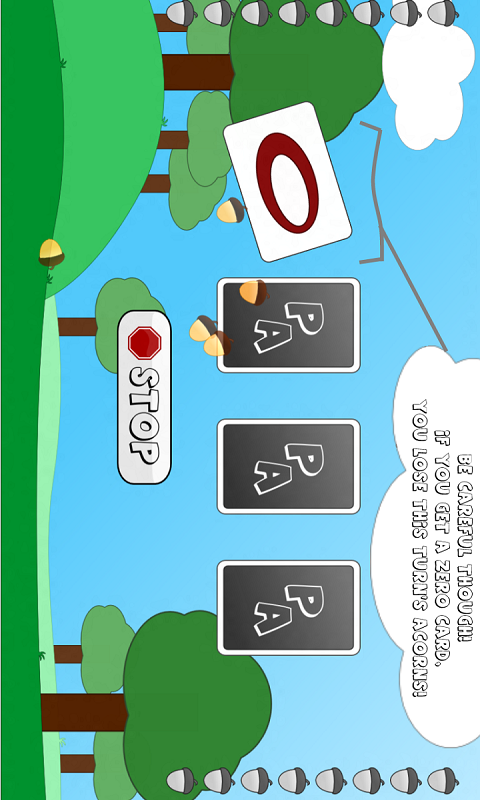 BE CAREFUL THOUGH!
IF YOU GET A ZERO CARD,
YOU LOSE THIS TURN'S ACORNS!
0
PA
PA
PA
STOP